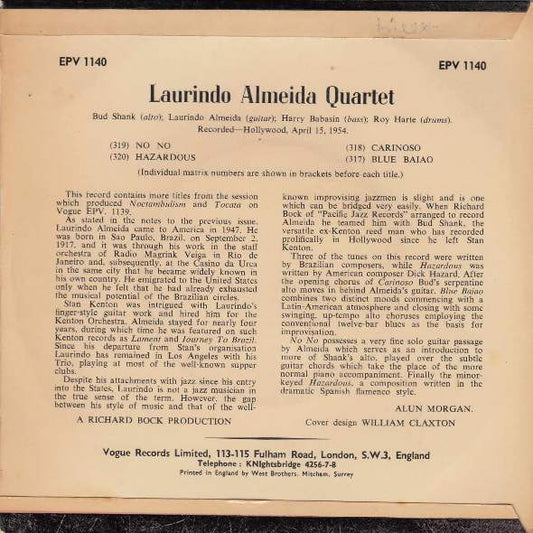 EPV 1140
EPV 1140
Laurindo Almeida Quartet
Bud Shank (alto); Laurindo Almeida (guitar); Harry Babasin (bass); Roy Harte (drums).
Recorded—Hollywood, April 15, 1954.
(319) NO NO
(320) HAZARDOUS
(318) CARINOSO
(317) BLUE BAIAO
(Individual matrix numbers are shown in brackets before each title.)
This record contains more titles from the session
which produced Noctambulism and Tocata on
Vogue EPV. 1139.
As stated in the notes to the previous issue,
Laurindo Almeida came to America in 1947. He
was born in Sao Paulo, Brazil, on September 2,
1917, and it was through his work in the staff
orchestra of Radio Magrink Veiga in Rio de
Janeiro and, subsequently, at the Casino da Urca
in the same city that he became widely known in
his own country. He emigrated to the United States
only when he felt that he had already exhausted
the musical potential of the Brazilian circles.
Stan Kenton was intrigued with Laurindo's
finger-style guitar work and hired him for the
Kenton Orchestra. Almeida stayed for nearly four
years, during which time he was featured on such
Kenton records as Lament and Journey To Brazil.
Since his departure from Stan's organisation
Laurindo has remained in Los Angeles with his
Trio, playing at most of the well-known supper
clubs.
Despite his attachments with jazz since his entry
into the States, Laurindo is not a jazz musician in
the true sense of the term. However, the gap
between his style of music and that of the well-
A RICHARD BOCK PRODUCTION
known improvising jazzmen is slight and is one
which can be bridged very easily. When Richard
Bock of "Pacific Jazz Records" arranged to record
Almeida he teamed him with Bud Shank, the
versatile ex-Kenton reed man who has recorded
prolifically in Hollywood since he left Stan
Kenton.
Three of the tunes on this record were written
by Brazilian composers, while Hazardous was
written by American composer Dick Hazard. After
the opening chorus of Carinoso Bud's serpentine
alto moves in behind Almeida's guitar. Blue Baiao
combines two distinct moods commencing with a
Latin-American atmosphere and closing with some
swinging, up-tempo alto choruses employing the
conventional twelve-bar blues as the basis for
improvisation.
No No possesses a very fine solo guitar passage
by Almeida which serves as an introduction to
more of Shank's alto, played over the subtle
guitar chords which take the place of the more
normal piano accompaniment. Finally the minor-
keyed Hazardous, a composition written in the
dramatic Spanish flamenco style.
ALUN MORGAN.
Cover design WILLIAM CLAXTON
Vogue Records Limited, 113-115 Fulham Road, London, S.W.3, England
Telephone : KNIghtsbridge 4256-7-8
Printed in England by West Brothers, Mitcham, Surrey